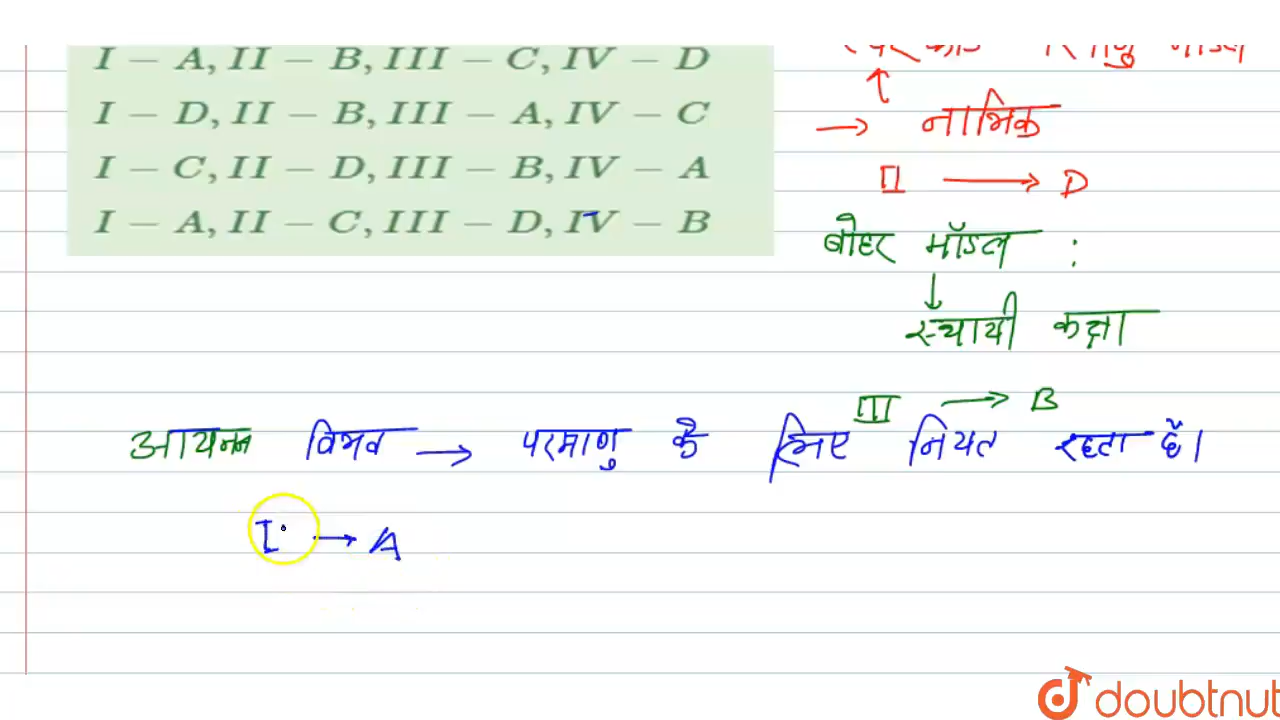 I – A, II – B, III – C, IV – D
I – D, II – B, III – A, IV – C
I – C, II – D, III – B, IV – A
I – A, II – C, III – D, IV – B
मॉडल
→ नाभिक
II → D
बोहर मॉडल :
स्थायी कक्षा
III → B
आयनन विभव → परमाणु के लिए नियत रहता है।
I → A
doubtnut